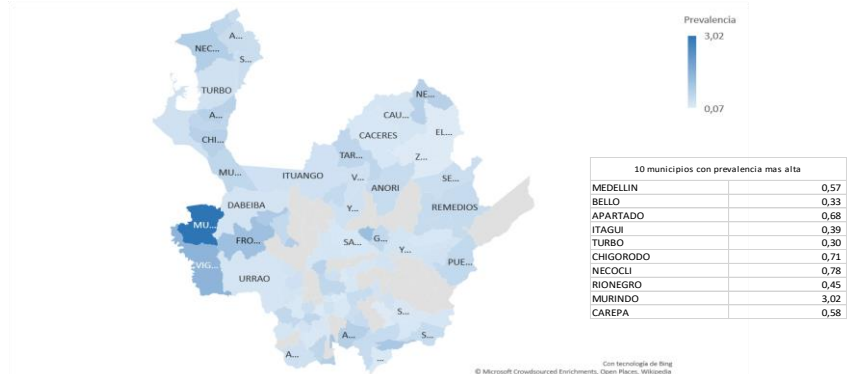 Prevalencia
3,02
0,07
A...
NEC...
S...
TURBO
A...
CHI...
MU...
NE...
CAU...
CACERES
EL...
TAR...
Z...
ITUANGO
V...
ANORI
SE...
DABEIBA
Y...
REMEDIOS
MU...
FRO...
SA...
G...
Y...
VIG...
URRAO
PUE...
S...
A...
S...
A...
...
10 municipios con prevalencia mas alta
MEDELLIN 0,57
BELLO 0,33
APARTADO 0,68
ITAGUI 0,39
TURBO 0,30
CHIGORODO 0,71
NECOCLI 0,78
RIONEGRO 0,45
MURINDO 3,02
CAREPA 0,58
Con tecnología de Bing
© Microsoft Crowdsourced Enrichments, Open Places, Wikipedia